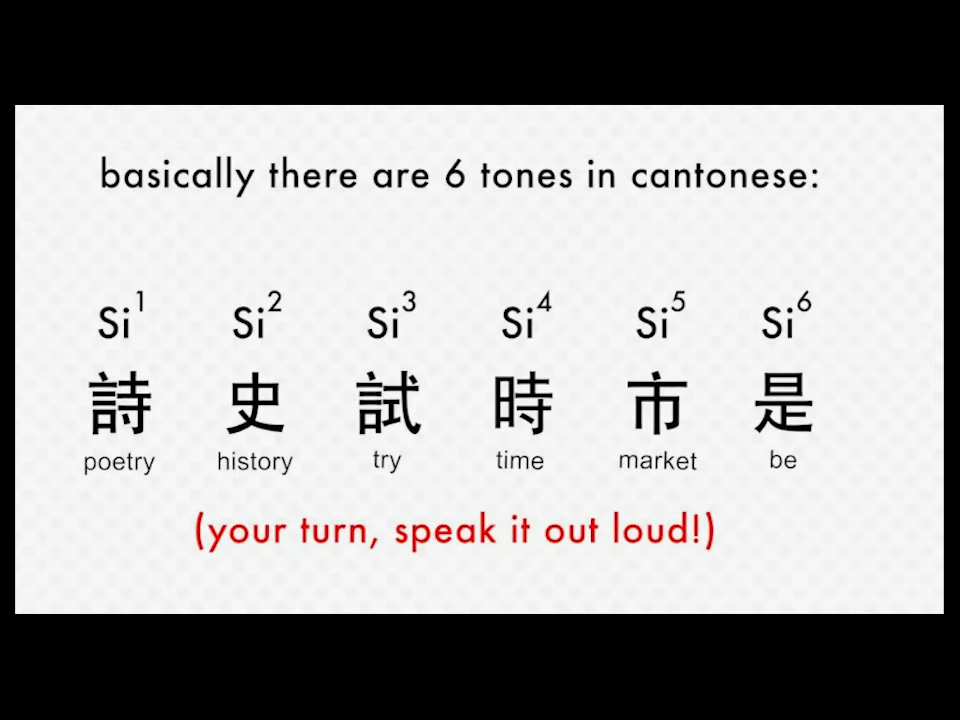 basically there are 6 tones in cantonese:
Si1 Si2 Si3 Si4 Si5 Si6
詩 史 試 時 市 是
poetry history try time market be
(your turn, speak it out loud!)